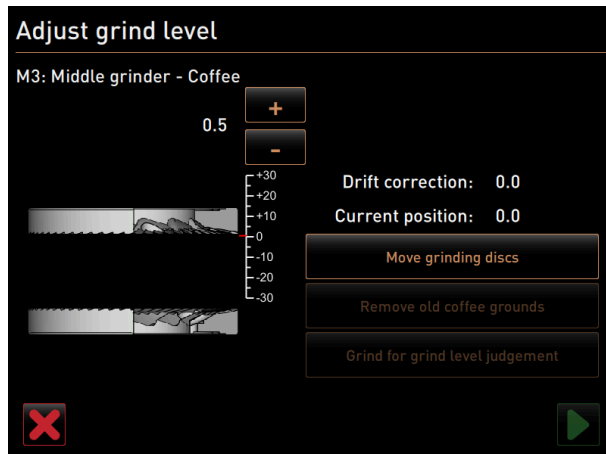 Adjust grind level
M3: Middle grinder - Coffee
+
0.5
-
+30
+20
+10
0
-10
-20
-30
Drift correction: 0.0
Current position: 0.0
Move grinding discs
Remove old coffee grounds
Grind for grind level judgement